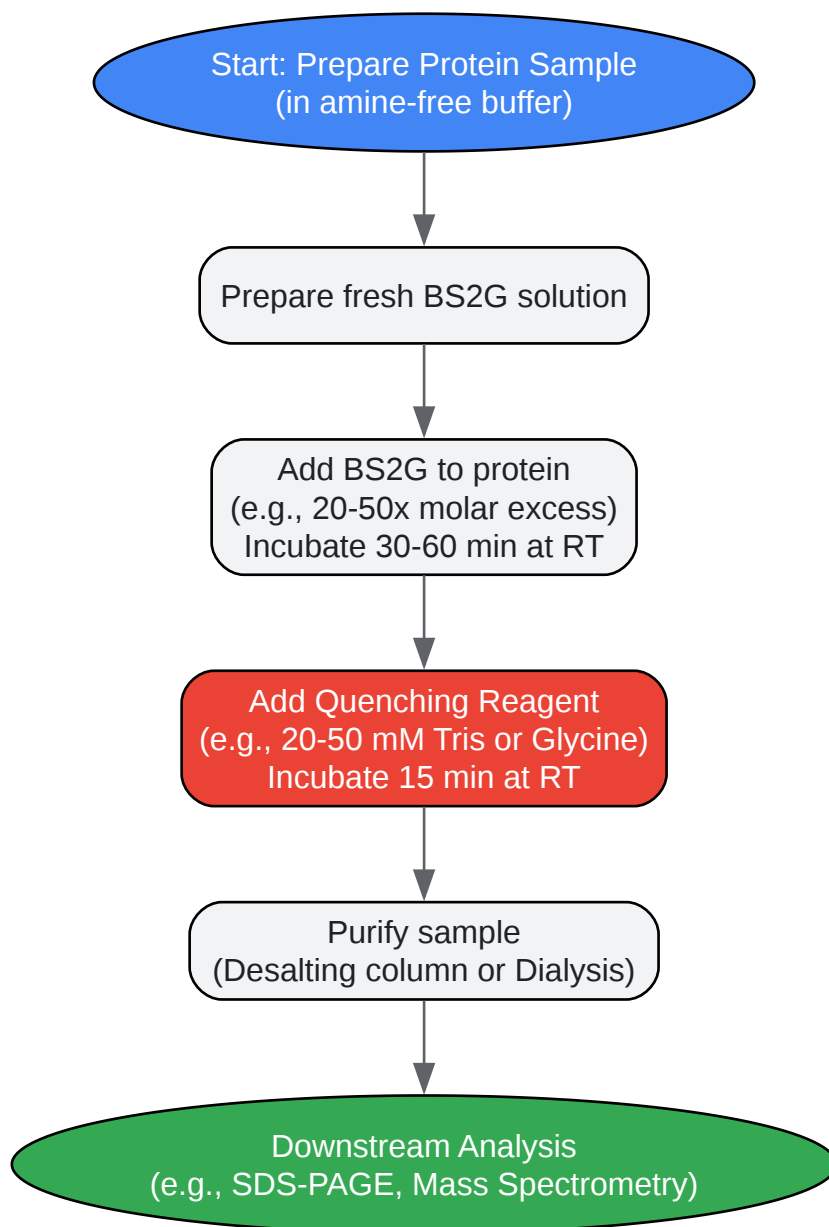 Start: Prepare Protein Sample
(in amine-free buffer)
Prepare fresh BS2G solution
Add BS2G to protein
(e.g., 20-50x molar excess)
Incubate 30-60 min at RT
Add Quenching Reagent
(e.g., 20-50 mM Tris or Glycine)
Incubate 15 min at RT
Purify sample
(Desalting column or Dialysis)
Downstream Analysis
(e.g., SDS-PAGE, Mass Spectrometry)